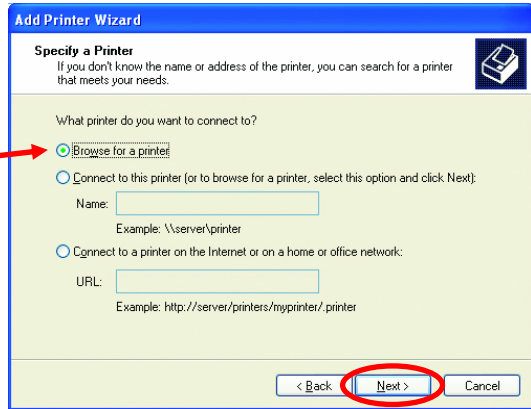 Add Printer Wizard
Specify a Printer
If you don't know the name or address of the printer, you can search for a printer
that meets your needs.
What printer do you want to connect to?
Browse for a printer
Connect to this printer (or to browse for a printer, select this option and click Next):
Name:
Example: \\server\printer
Connect to a printer on the Internet or on a home or office network:
URL:
Example: http://server/printers/myprinter/.printer
< Back Next > Cancel